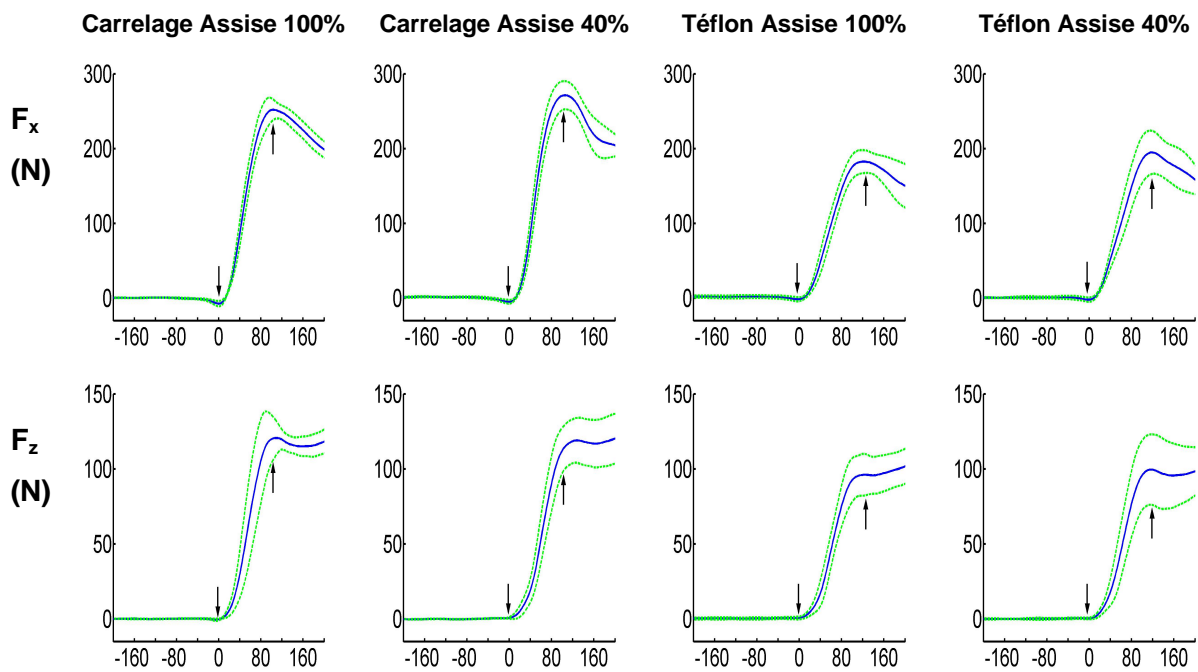 Carrelage Assise 100% Carrelage Assise 40% Téflon Assise 100% Téflon Assise 40%
Fx
(N)
300 300 300 300
200 200 200 200
100 100 100 100
0 0 0 0
-160 -80 0 80 160 -160 -80 0 80 160 -160 -80 0 80 160 -160 -80 0 80 160
Fz
(N)
150 150 150 150
100 100 100 100
50 50 50 50
0 0 0 0
-160 -80 0 80 160 -160 -80 0 80 160 -160 -80 0 80 160 -160 -80 0 80 160